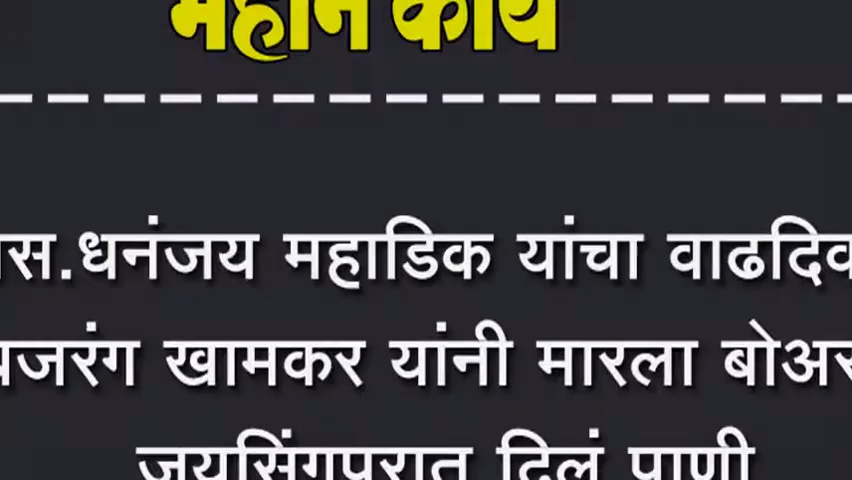 महान कार्य
स.धनंजय महाडिक यांचा वाढदिव
बजरंग खामकर यांनी मारला बोअर
जयसिंगपुरात दिलं पाणी